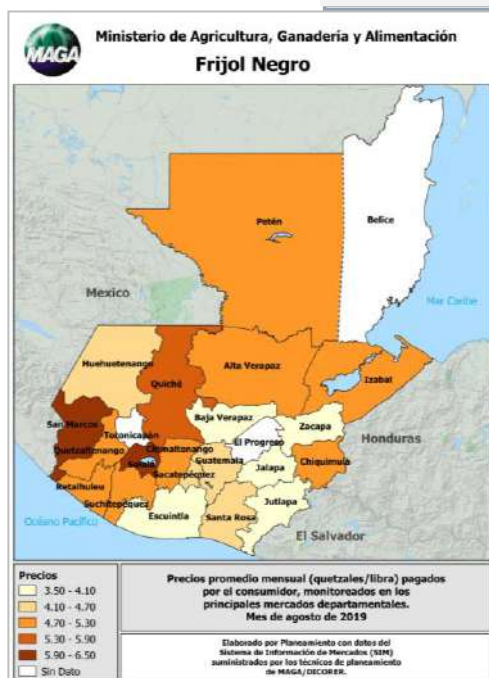 MAGA
Ministerio de Agricultura, Ganadería y Alimentación
Frijol Negro
Petén
Belice
Mexico
Mar Caribe
Huehuetenango
Quiché
Alta Verapaz
Izabal
San Marcos
Totonicapán
Baja Verapaz
Zacapa
El Progreso
Honduras
Quetzaltenango
Chimaltenango
Sololá
Guatemala
Sacatepéquez
Jalapa
Chiquimula
Retalhuleu
Suchitepéquez
Jutiapa
Océano Pacífico
Escuintla
Santa Rosa
El Salvador
Precios
3.50 - 4.10
4.10 - 4.70
4.70 - 5.30
5.30 - 5.90
5.90 - 6.50
Sin Dato
Precios promedio mensual (quetzales/libra) pagados
por el consumidor, monitoreados en los
principales mercados departamentales.
Mes de agosto de 2019
Elaborado por Planeamiento con datos del
Sistema de Información de Mercados (SIM)
suministrados por los técnicos de planeamiento
de MAGA/DICORER.